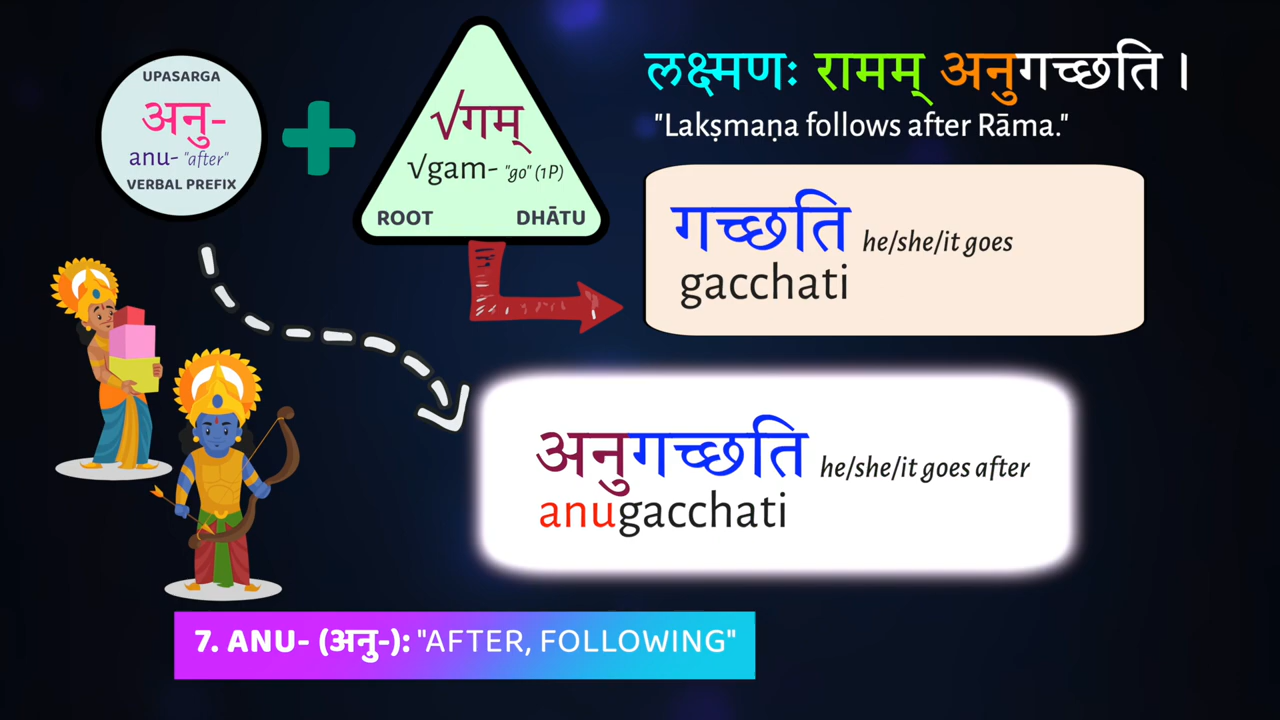 UPASARGA
अनु-
anu- "after"
VERBAL PREFIX
√गम्
√gam- "go" (1P)
ROOT DHĀTU
लक्ष्मणः रामम् अनुगच्छति ।
"Lakṣmaṇa follows after Rāma."
गच्छति he/she/it goes
gacchati
अनुगच्छति he/she/it goes after
anugacchati
7. ANU- (अनु-): "AFTER, FOLLOWING"